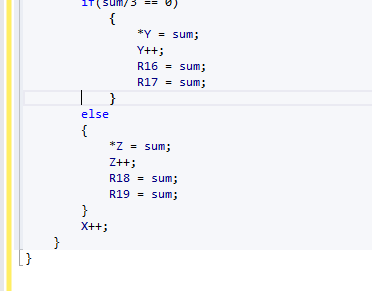 if(sum/3 == 0)
{
*Y = sum;
Y++;
R16 = sum;
R17 = sum;
}
else
{
*Z = sum;
Z++;
R18 = sum;
R19 = sum;
}
X++;
}
}